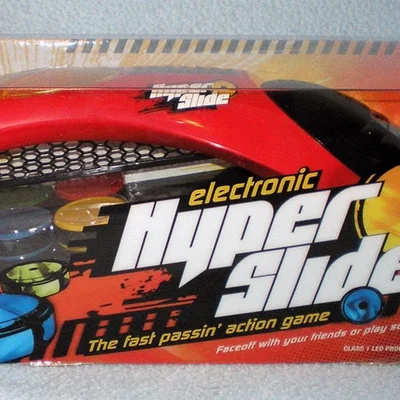 Hyper
Slide
electronic
Hyper
Slide
The fast passin' action game
Faceoff with your friends or play
CLASS 1 LED